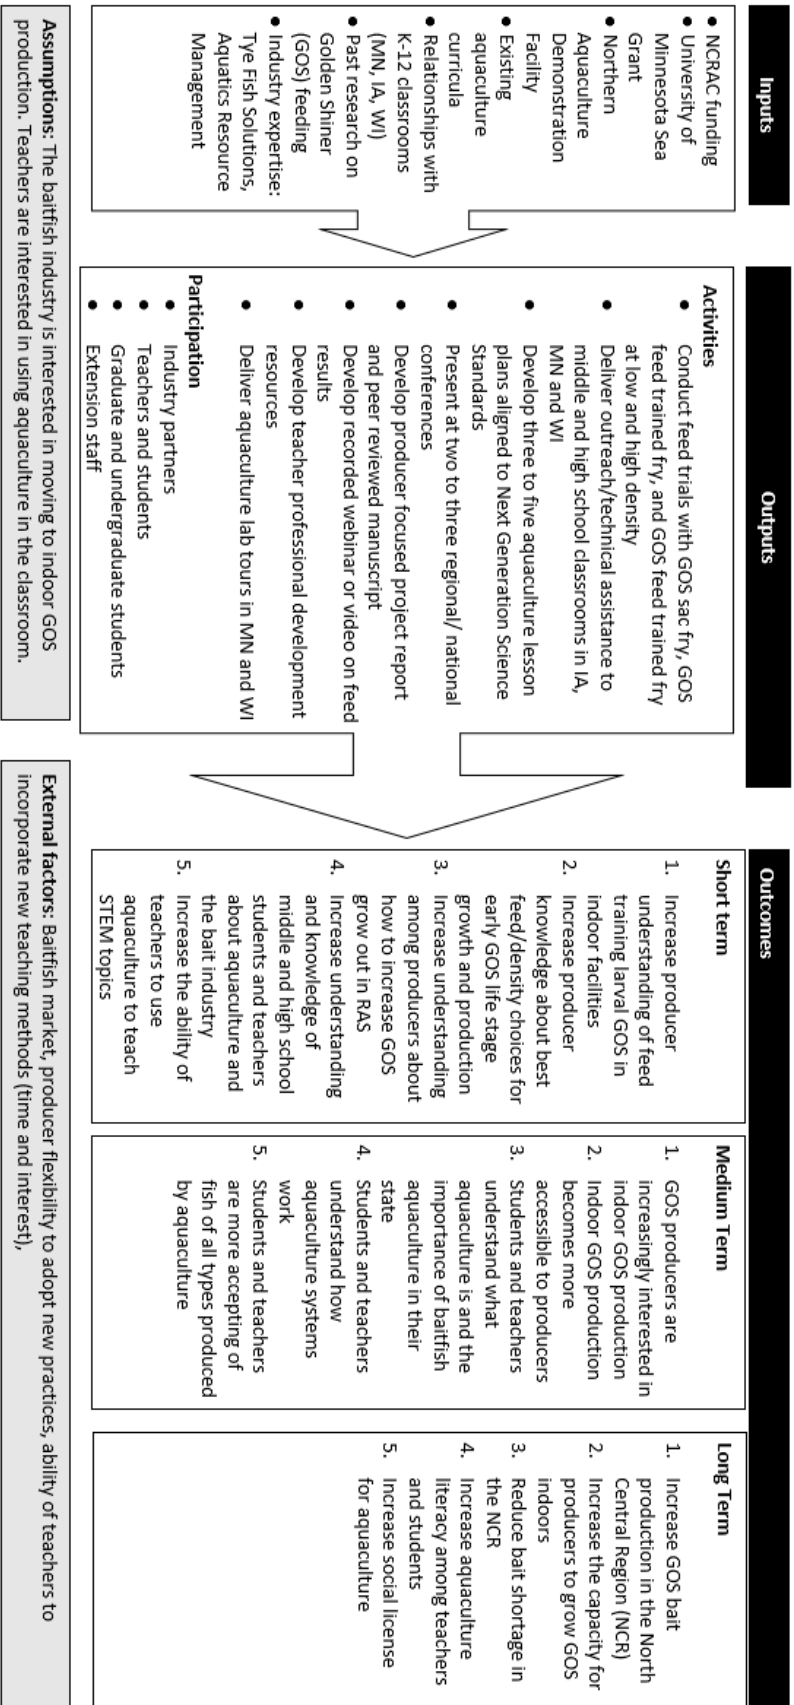 Inputs
• NCRAC funding
• University of
Minnesota Sea
Grant
• Northern
Aquaculture
Demonstration
Facility
• Existing
aquaculture
curricula
• Relationships with
K-12 classrooms
(MN, IA, WI)
• Past research on
Golden Shiner
(GOS) feeding
• Industry expertise:
Tye Fish Solutions,
Aquatics Resource
Management
Outputs
Activities
• Conduct feed trials with GOS sac fry, GOS
feed trained fry, and GOS feed trained fry
at low and high density
• Deliver outreach/technical assistance to
middle and high school classrooms in IA,
MN and WI
• Develop three to five aquaculture lesson
plans aligned to Next Generation Science
Standards
• Present at two to three regional/ national
conferences
• Develop producer focused project report
and peer reviewed manuscript
• Develop recorded webinar or video on feed
results
• Develop teacher professional development
resources
• Deliver aquaculture lab tours in MN and WI
Participation
• Industry partners
• Teachers and students
• Graduate and undergraduate students
• Extension staff
Outcomes
Short term
1. Increase producer
understanding of feed
training larval GOS in
indoor facilities
2. Increase producer
knowledge about best
feed/density choices for
early GOS life stage
growth and production
3. Increase understanding
among producers about
how to increase GOS
grow out in RAS
4. Increase understanding
and knowledge of
middle and high school
students and teachers
about aquaculture and
the bait industry
5. Increase the ability of
teachers to use
aquaculture to teach
STEM topics
Medium Term
1. GOS producers are
increasingly interested in
indoor GOS production
2. Indoor GOS production
becomes more
accessible to producers
3. Students and teachers
understand what
aquaculture is and the
importance of baitfish
aquaculture in their
state
4. Students and teachers
understand how
aquaculture systems
work
5. Students and teachers
are more accepting of
fish of all types produced
by aquaculture
Long Term
1. Increase GOS bait
production in the North
Central Region (NCR)
2. Increase the capacity for
producers to grow GOS
indoors
3. Reduce bait shortage in
the NCR
4. Increase aquaculture
literacy among teachers
and students
5. Increase social license
for aquaculture
Assumptions: The baitfish industry is interested in moving to indoor GOS
production. Teachers are interested in using aquaculture in the classroom.
External factors: Baitfish market, producer flexibility to adopt new practices, ability of teachers to
incorporate new teaching methods (time and interest),